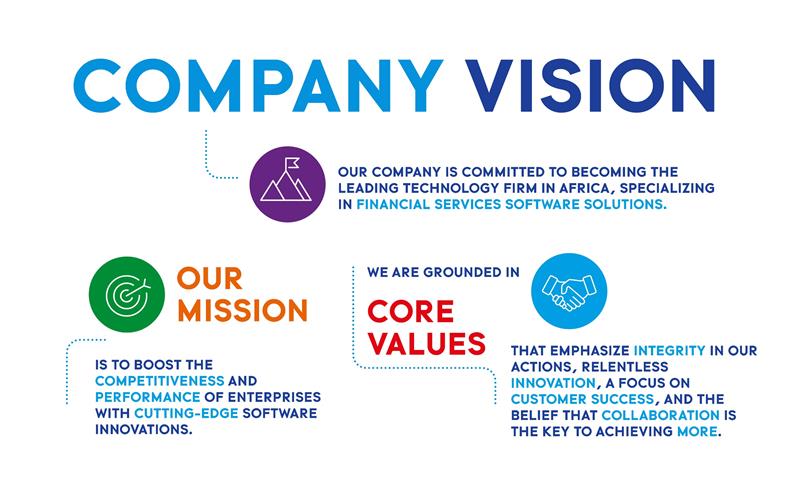 COMPANY VISION
OUR COMPANY IS COMMITTED TO BECOMING THE
LEADING TECHNOLOGY FIRM IN AFRICA, SPECIALIZING
IN FINANCIAL SERVICES SOFTWARE SOLUTIONS.
OUR
MISSION
IS TO BOOST THE
COMPETITIVENESS AND
PERFORMANCE OF ENTERPRISES
WITH CUTTING-EDGE SOFTWARE
INNOVATIONS.
WE ARE GROUNDED IN
CORE
VALUES
THAT EMPHASIZE INTEGRITY IN OUR
ACTIONS, RELENTLESS
INNOVATION, A FOCUS ON
CUSTOMER SUCCESS, AND THE
BELIEF THAT COLLABORATION IS
THE KEY TO ACHIEVING MORE.